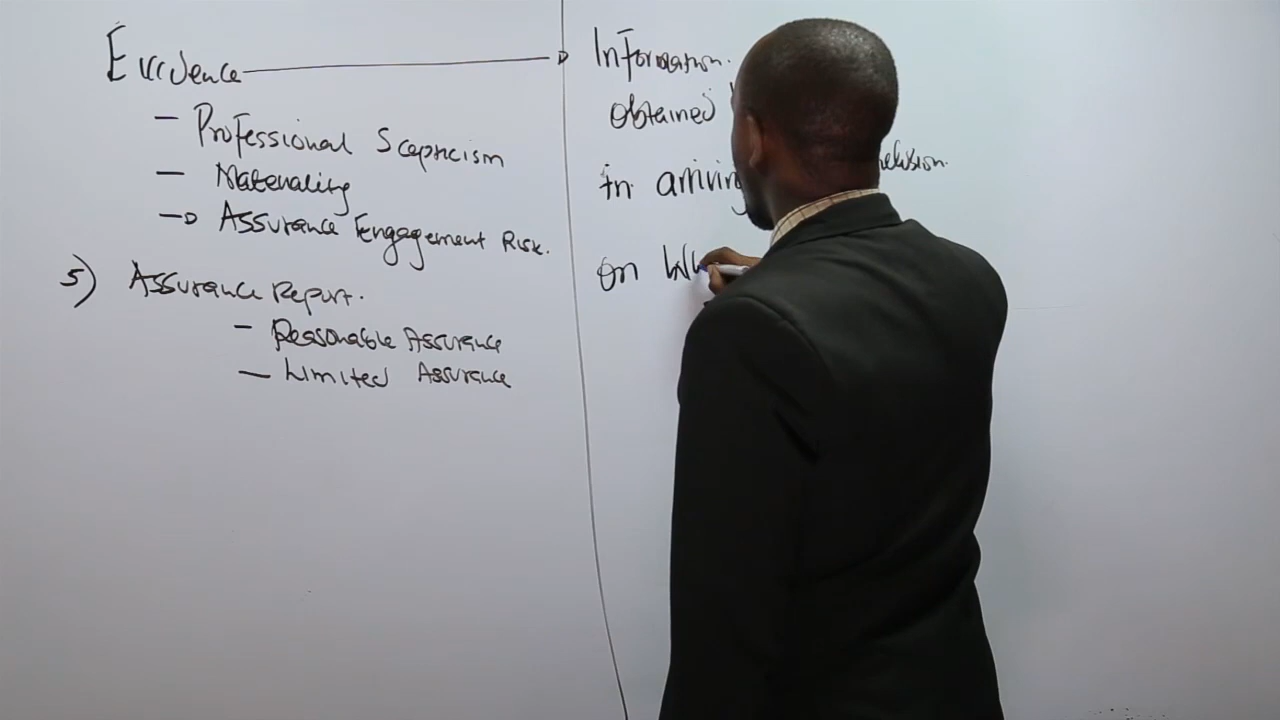 Evidence
- Professional Scepticism
- Materiality
→ Assurance Engagement Risk.
5) Assurance Report.
- Reasonable Assurance
- Limited Assurance
Information.
obtained
in arriving
on